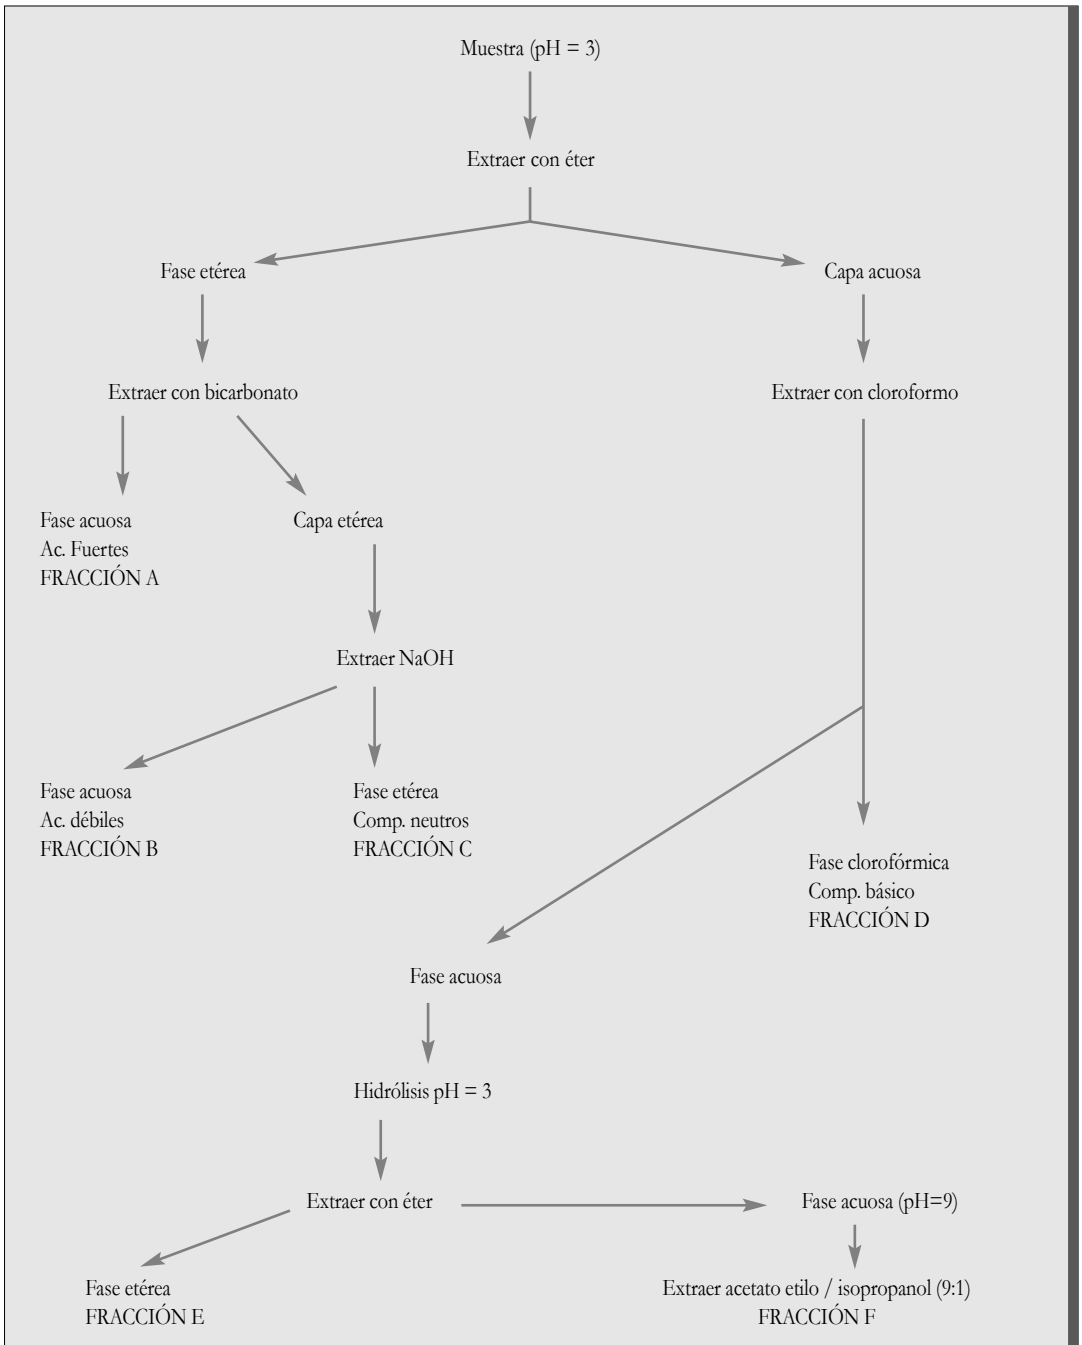 Muestra (pH = 3)
Extraer con éter
Fase etérea
Capa acuosa
Extraer con bicarbonato
Extraer con cloroformo
Fase acuosa
Ac. Fuertes
FRACCIÓN A
Capa etérea
Extraer NaOH
Fase acuosa
Ac. débiles
FRACCIÓN B
Fase etérea
Comp. neutros
FRACCIÓN C
Fase clorofórmica
Comp. básico
FRACCIÓN D
Fase acuosa
Hidrólisis pH = 3
Extraer con éter
Fase acuosa (pH=9)
Fase etérea
FRACCIÓN E
Extraer acetato etilo / isopropanol (9:1)
FRACCIÓN F